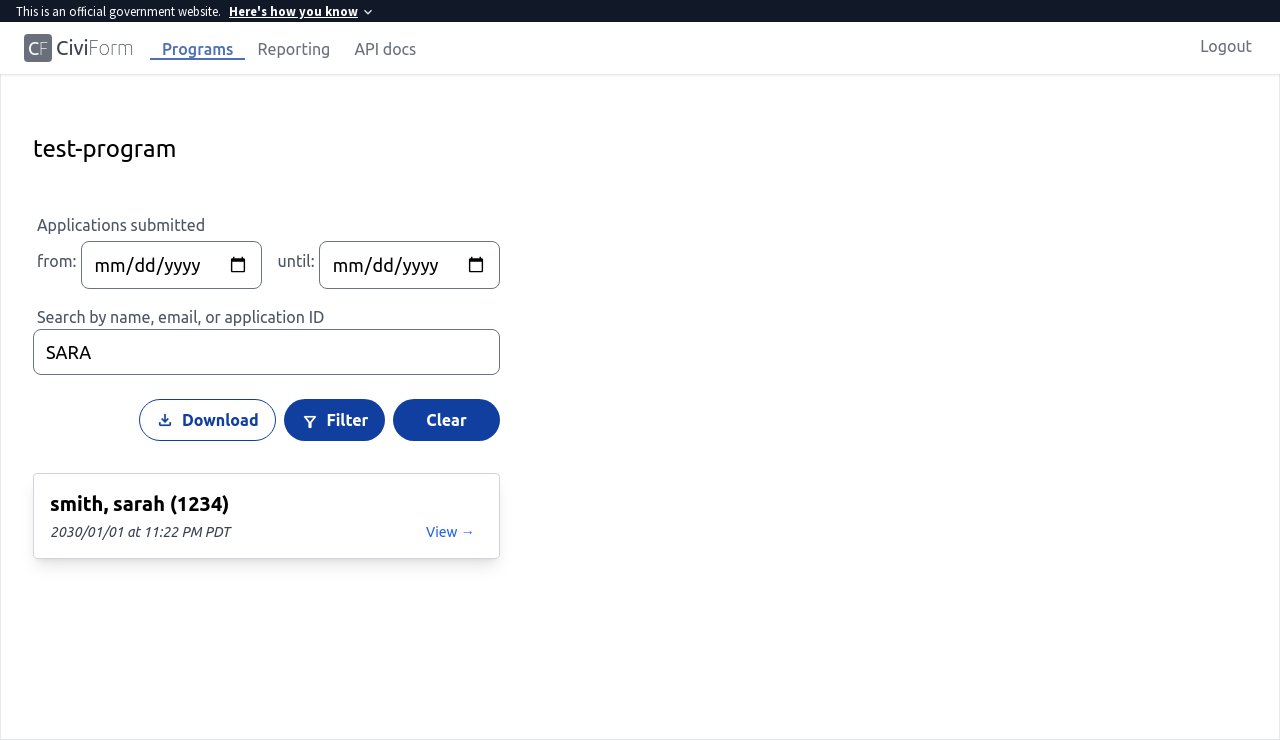 This is an official government website. Here's how you know
CF CiviForm Programs Reporting API docs Logout
test-program
Applications submitted
from: mm/dd/yyyy until: mm/dd/yyyy
Search by name, email, or application ID
SARA
Download Filter Clear
smith, sarah (1234)
2030/01/01 at 11:22 PM PDT View →